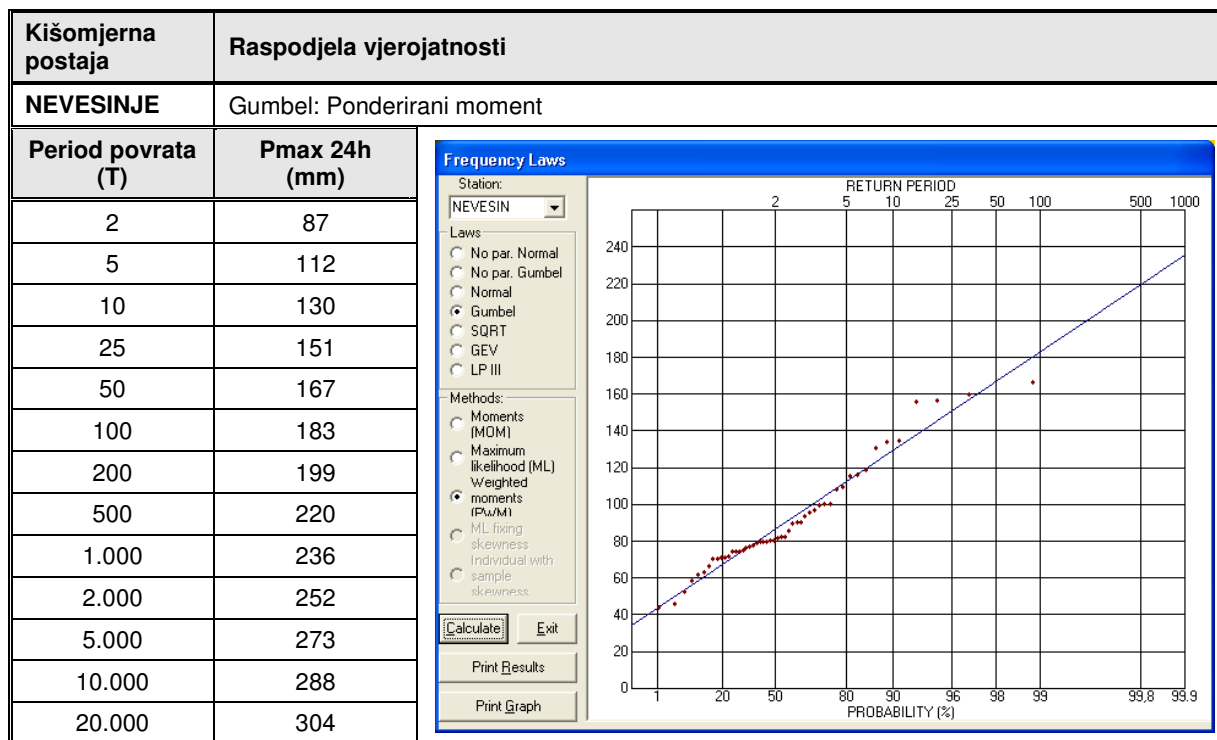 Kišomjerna postaja
Raspodjela vjerojatnosti
NEVESINJE
Gumbel: Ponderirani moment
Period povrata (T)
Pmax 24h (mm)
2 87
5 112
10 130
25 151
50 167
100 183
200 199
500 220
1.000 236
2.000 252
5.000 273
10.000 288
20.000 304
Frequency Laws
Station:
NEVESIN
Laws
No par. Normal
No par. Gumbel
Normal
Gumbel
SQRT
GEV
LP III
Methods:
Moments
(MOM)
Maximum
likelihood (ML)
Weighted
moments
(PWM)
ML fixing
skewness
Individual with
sample
skewness
Calculate
Exit
Print Results
Print Graph
RETURN PERIOD
2 5 10 25 50 100 500 1000
240
220
200
180
160
140
120
100
80
60
40
20
0
1 20 50 80 90 96 98 99 99,8 99.9
PROBABILITY (%)